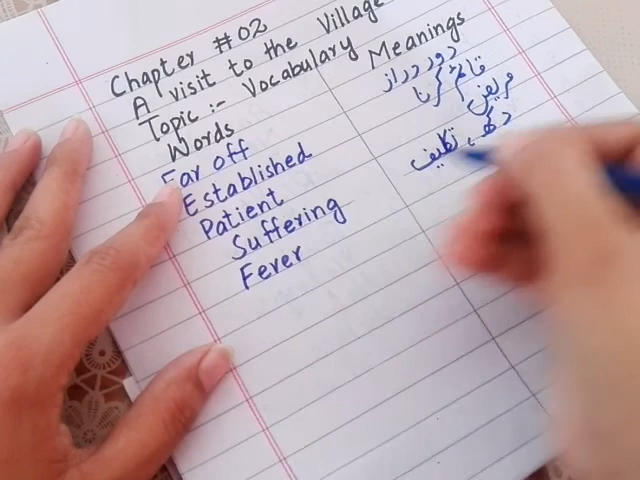 Chapter #02
A visit to the Village
Topic :- Vocabulary
Words Meanings
Far off دور دراز
Established قائم کرنا
Patient مریض
Suffering دکھ، تکلیف
Fever